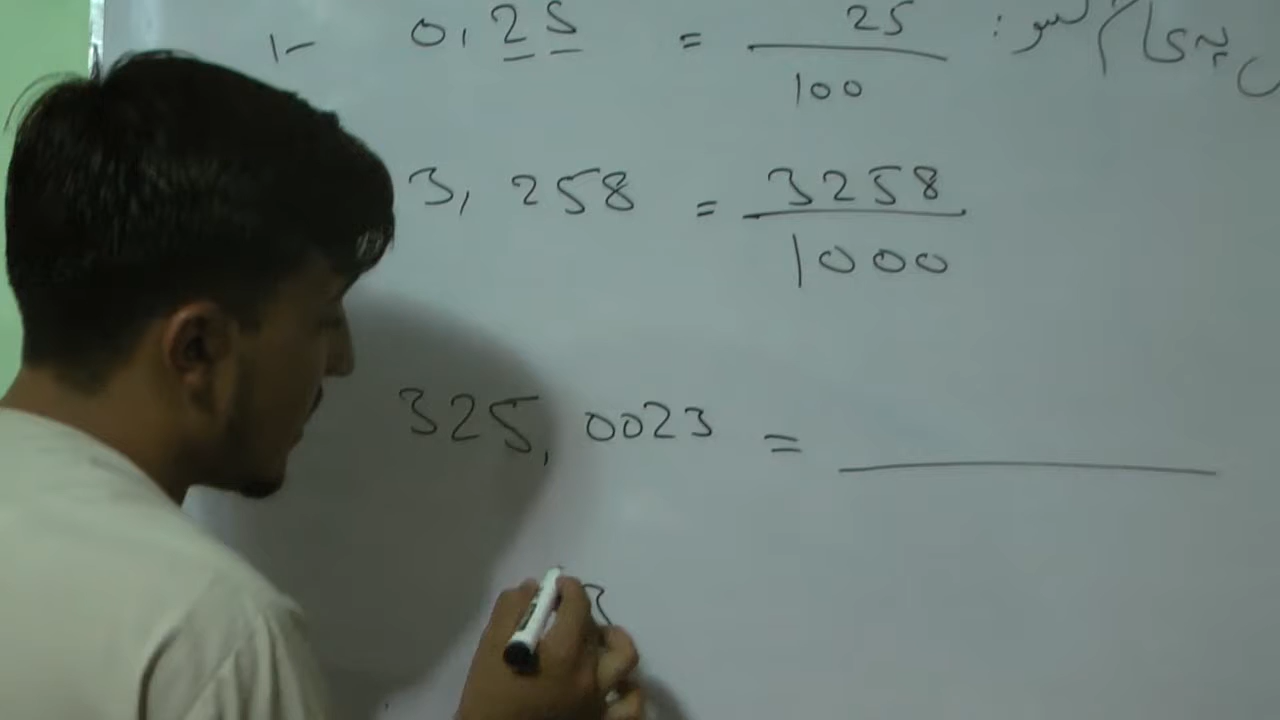 1- 0,25 = 25/100
3,258 = 3258/1000
325,0023 =